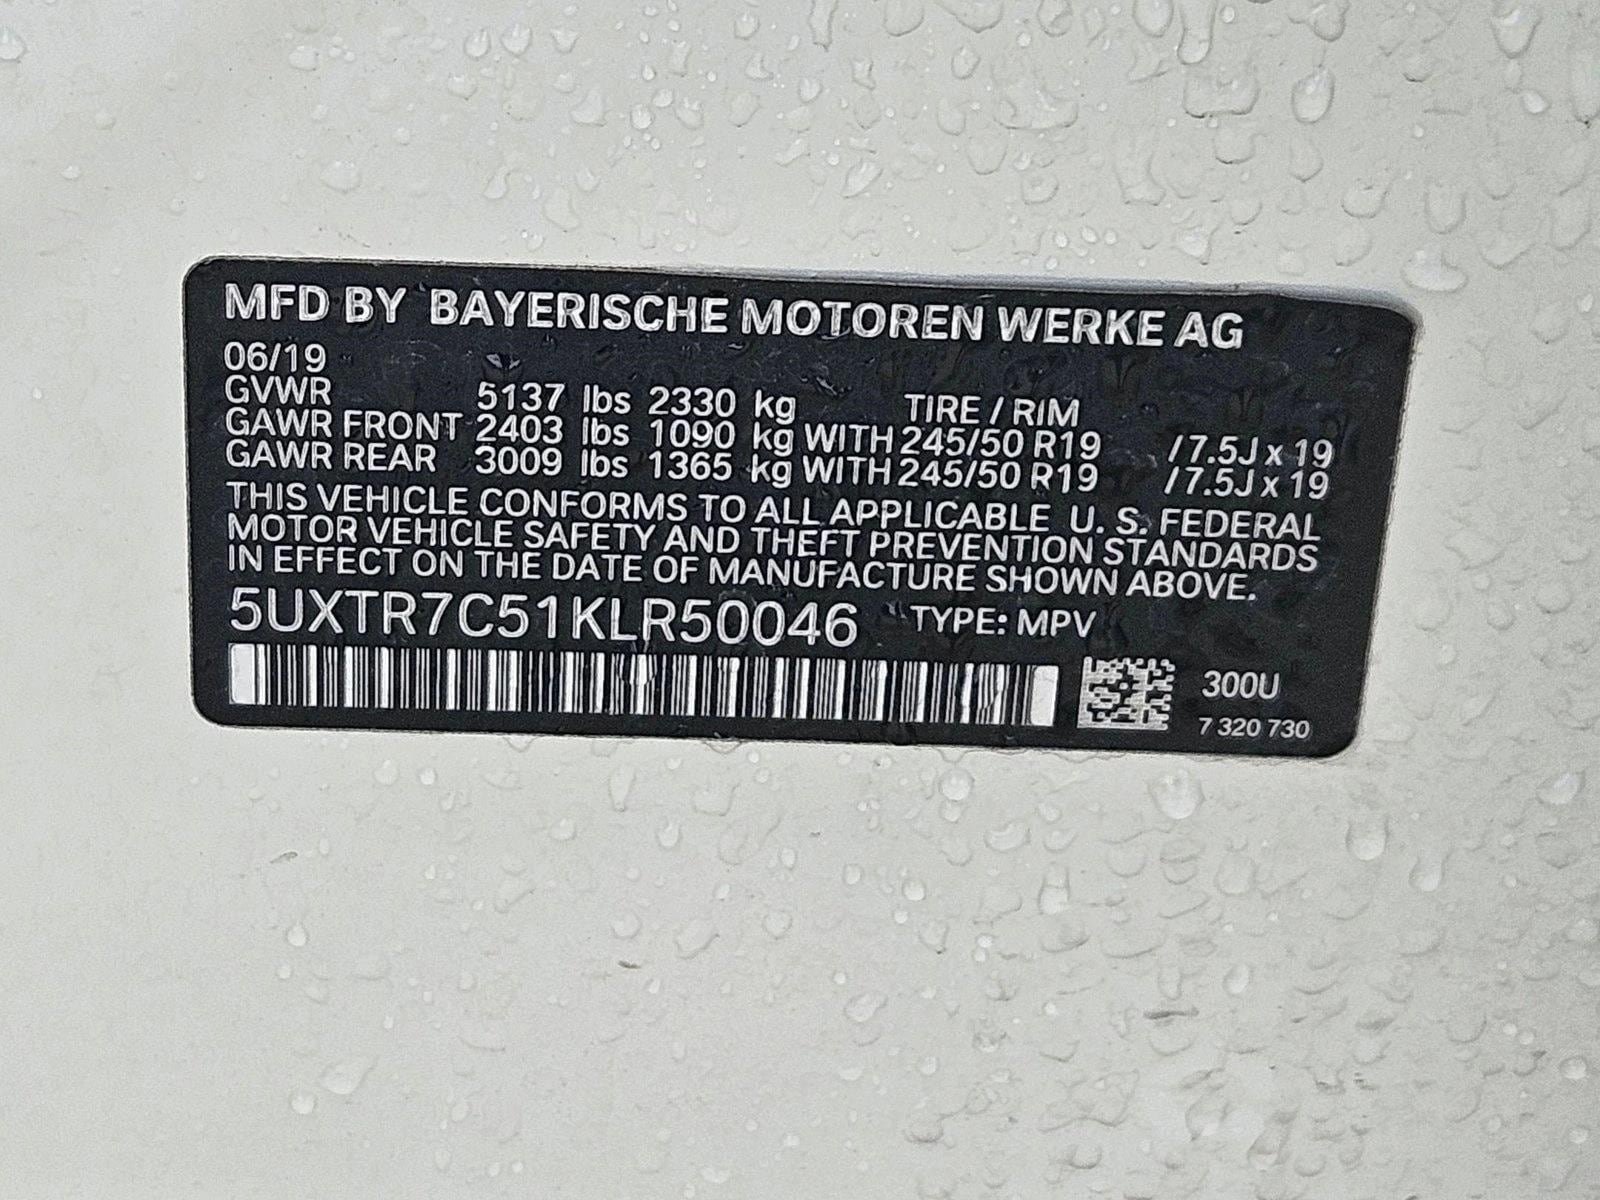 MFD BY BAYERISCHE MOTOREN WERKE AG
06/19
GVWR 5137 lbs 2330 kg TIRE / RIM
GAWR FRONT 2403 lbs 1090 kg WITH 245/50 R19 /7.5J x 19
GAWR REAR 3009 lbs 1365 kg WITH 245/50 R19 /7.5J x 19
THIS VEHICLE CONFORMS TO ALL APPLICABLE U. S. FEDERAL
MOTOR VEHICLE SAFETY AND THEFT PREVENTION STANDARDS
IN EFFECT ON THE DATE OF MANUFACTURE SHOWN ABOVE.
5UXTR7C51KLR50046 TYPE: MPV
300U
7 320 730